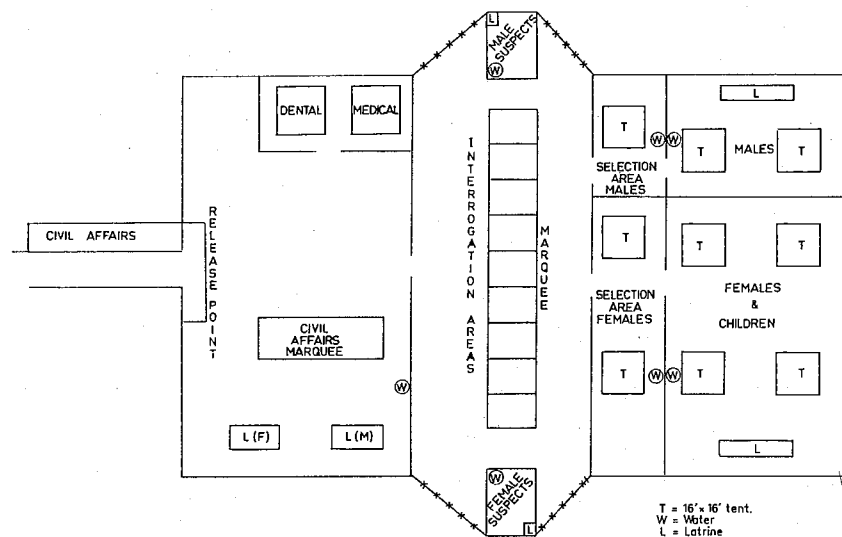 L
MALE
SUSPECTS
W
DENTAL
MEDICAL
L
T
W
W
T
MALES
T
SELECTION
AREA
MALES
INTERROGATION AREAS
MARQUEE
CIVIL AFFAIRS
RELEASE POINT
T
T
T
SELECTION
AREA
FEMALES
FEMALES
&
CHILDREN
CIVIL
AFFAIRS
MARQUEE
W
T
W
W
T
T
L (F)
L (M)
L
W
FEMALE
SUSPECTS
L
T = 16'× 16' tent.
W = Water
L = Latrine